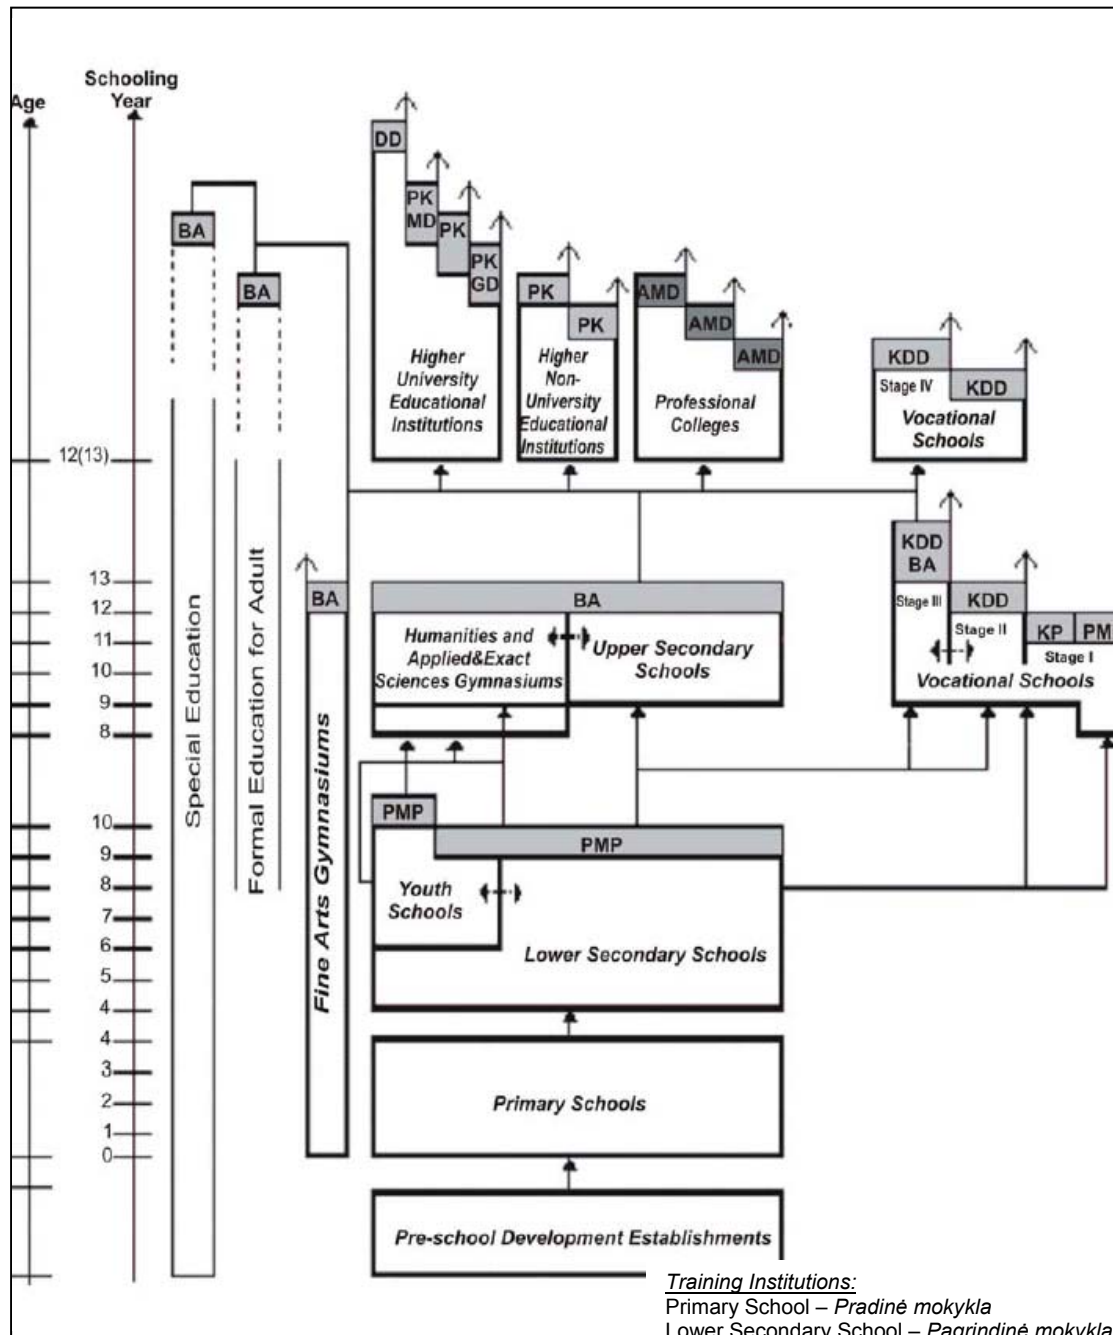 Age
Schooling
Year
DD
PK
MD
PK
PK
GD
BA
BA
PK
PK
AMD
AMD
AMD
KDD
Stage IV
KDD
Higher
University
Educational
Institutions
Higher
Non-
University
Educational
Institutions
Professional
Colleges
Vocational
Schools
12(13)
KDD
BA
Stage III
KDD
Stage II
KP
PM
Stage I
Vocational Schools
13
12
11
10
9
8
BA
BA
Humanities and
Applied&Exact
Sciences Gymnasiums
Upper Secondary
Schools
Special Education
Formal Education for Adult
Fine Arts Gymnasiums
PMP
PMP
10
9
8
7
6
5
4
Youth
Schools
Lower Secondary Schools
4
3
2
1
0
Primary Schools
Pre-school Development Establishments
Training Institutions:
Primary School – Pradinė mokykla
Lower Secondary School – Pagrindinė mokykla